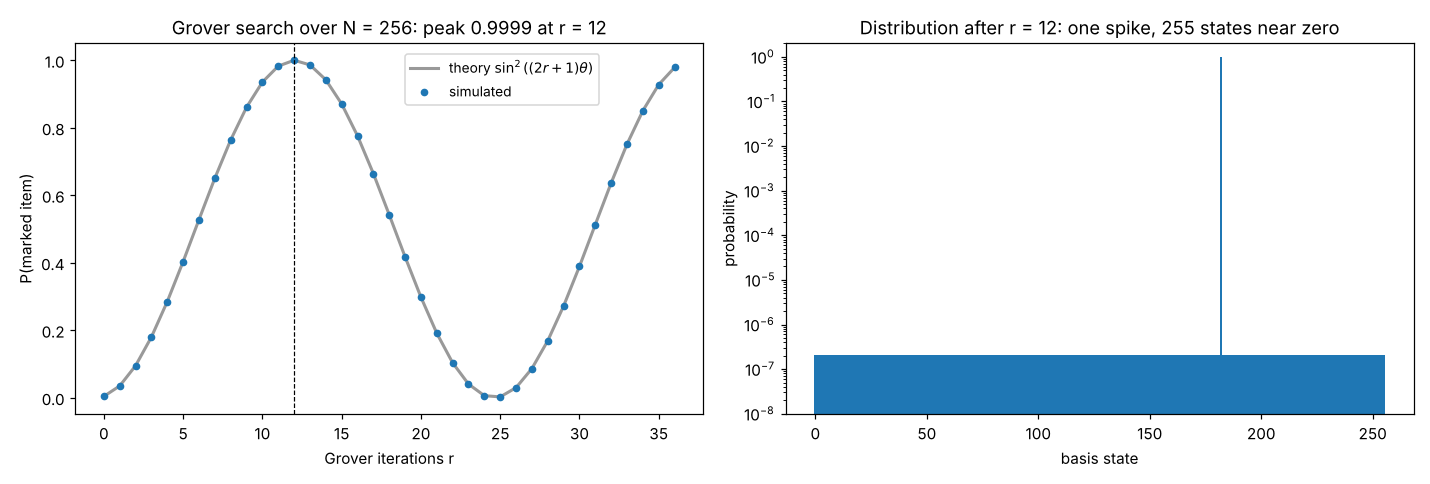 Grover search over N = 256: peak 0.9999 at r = 12
P(marked item)
1.0
0.8
0.6
0.4
0.2
0.0
theory sin²((2r+1)θ)
simulated
0 5 10 15 20 25 30 35
Grover iterations r
Distribution after r = 12: one spike, 255 states near zero
probability
10⁰
10⁻¹
10⁻²
10⁻³
10⁻⁴
10⁻⁵
10⁻⁶
10⁻⁷
10⁻⁸
0 50 100 150 200 250
basis state